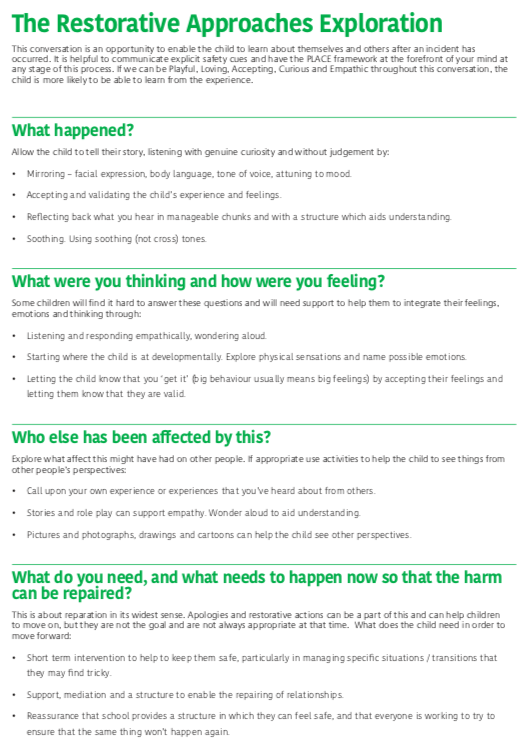 The Restorative Approaches Exploration
This conversation is an opportunity to enable the child to learn about themselves and others after an incident has
occurred. It is helpful to communicate explicit safety cues and have the PLACE framework at the forefront of your mind at
any stage of this process. If we can be Playful, Loving, Accepting, Curious and Empathic throughout this conversation, the
child is more likely to be able to learn from the experience.
What happened?
Allow the child to tell their story, listening with genuine curiosity and without judgement by:
• Mirroring – facial expression, body language, tone of voice, attuning to mood.
• Accepting and validating the child's experience and feelings.
• Reflecting back what you hear in manageable chunks and with a structure which aids understanding.
• Soothing. Using soothing (not cross) tones.
What were you thinking and how were you feeling?
Some children will find it hard to answer these questions and will need support to help them to integrate their feelings,
emotions and thinking through:
• Listening and responding empathically, wondering aloud.
• Starting where the child is at developmentally. Explore physical sensations and name possible emotions.
• Letting the child know that you 'get it' (big behaviour usually means big feelings) by accepting their feelings and
letting them know that they are valid.
Who else has been affected by this?
Explore what affect this might have had on other people. If appropriate use activities to help the child to see things from
other people's perspectives:
• Call upon your own experience or experiences that you've heard about from others.
• Stories and role play can support empathy. Wonder aloud to aid understanding.
• Pictures and photographs, drawings and cartoons can help the child see other perspectives.
What do you need, and what needs to happen now so that the harm
can be repaired?
This is about reparation in its widest sense. Apologies and restorative actions can be a part of this and can help children
to move on, but they are not the goal and are not always appropriate at that time. What does the child need in order to
move forward:
• Short term intervention to help to keep them safe, particularly in managing specific situations / transitions that
they may find tricky.
• Support, mediation and a structure to enable the repairing of relationships.
• Reassurance that school provides a structure in which they can feel safe, and that everyone is working to try to
ensure that the same thing won't happen again.